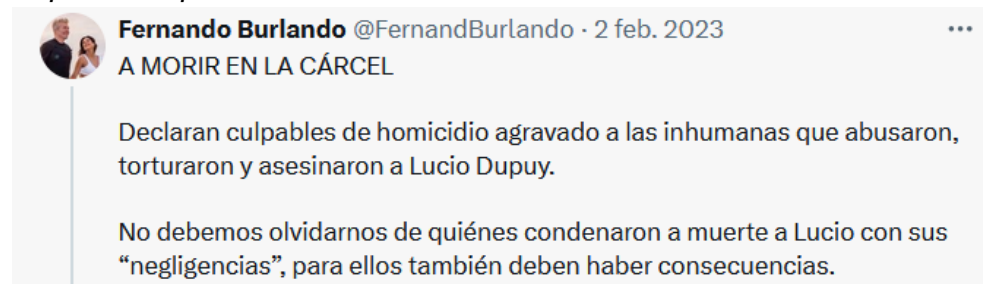 Fernando Burlando @FernandBurlando · 2 feb. 2023 ···
A MORIR EN LA CÁRCEL
Declaran culpables de homicidio agravado a las inhumanas que abusaron,
torturaron y asesinaron a Lucio Dupuy.
No debemos olvidarnos de quiénes condenaron a muerte a Lucio con sus
“negligencias”, para ellos también deben haber consecuencias.